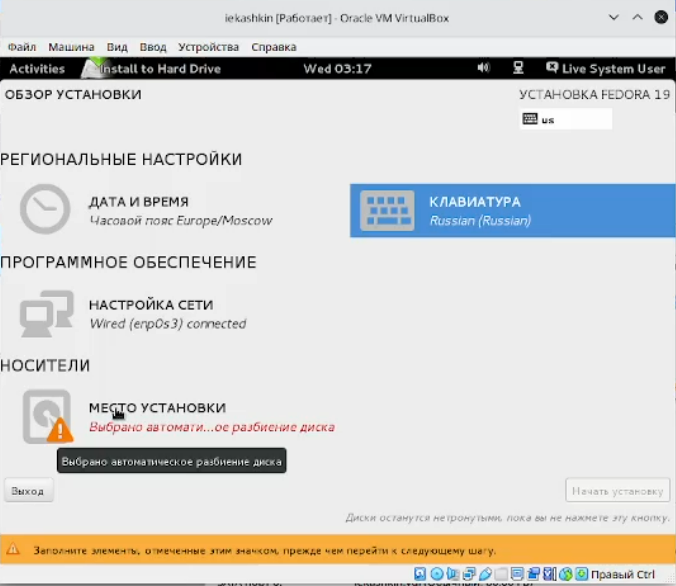 iekashkin [Работает] - Oracle VM VirtualBox
Файл Машина Вид Ввод Устройства Справка
Activities Install to Hard Drive Wed 03:17 Live System User
ОБЗОР УСТАНОВКИ УСТАНОВКА FEDORA 19
us
РЕГИОНАЛЬНЫЕ НАСТРОЙКИ
ДАТА И ВРЕМЯ КЛАВИАТУРА
Часовой пояс Europe/Moscow Russian (Russian)
ПРОГРАММНОЕ ОБЕСПЕЧЕНИЕ
НАСТРОЙКА СЕТИ
Wired (enp0s3) connected
НОСИТЕЛИ
МЕСТО УСТАНОВКИ
Выбрано автомати...ое разбиение диска
Выбрано автоматическое разбиение диска
Выход Начать установку
Диски останутся нетронутыми, пока вы не нажмете эту кнопку.
Заполните элементы, отмеченные этим значком, прежде чем перейти к следующему шагу.
Правый Ctrl